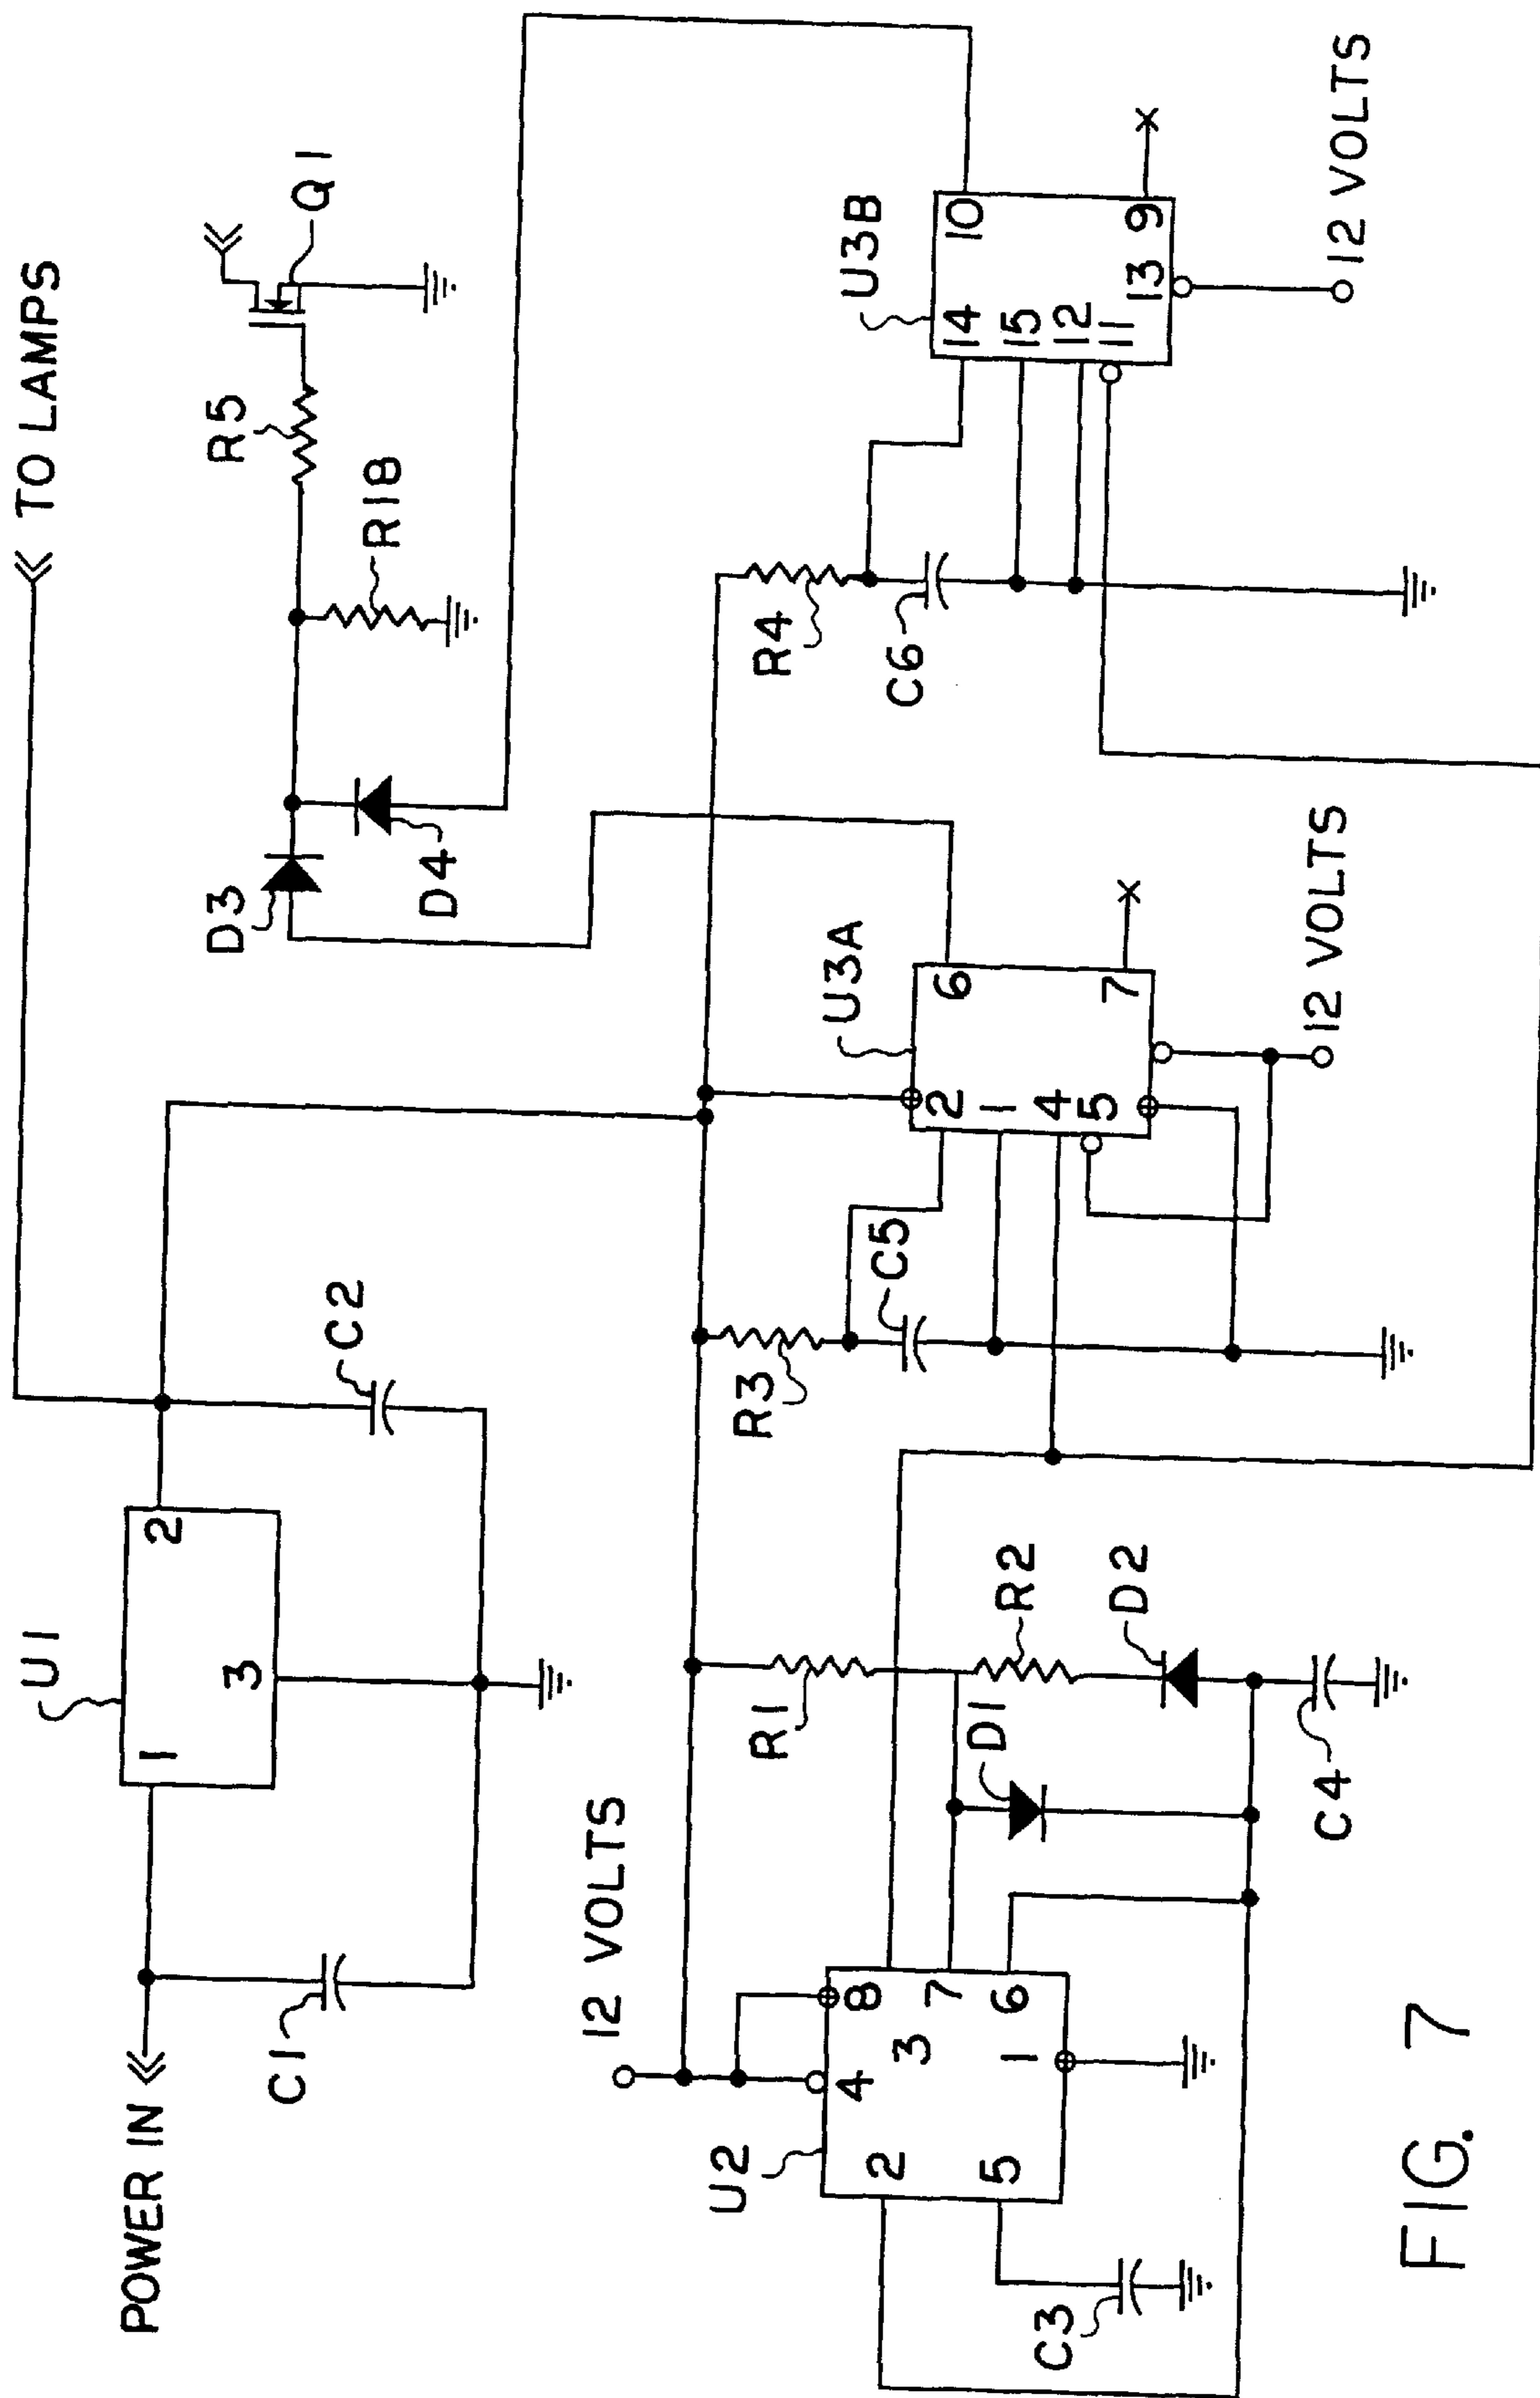 TO LAMPS
POWER IN
U1
1
2
3
C1
C2
D3
D4
R5
R18
Q1
12 VOLTS
U2
2
4
8
3
7
5
1
6
C3
R1
D1
R2
D2
C4
R3
C5
U3A
2
6
1
4
5
7
12 VOLTS
R4
C6
U3B
14
10
15
12
11
13
9
12 VOLTS
FIG. 7